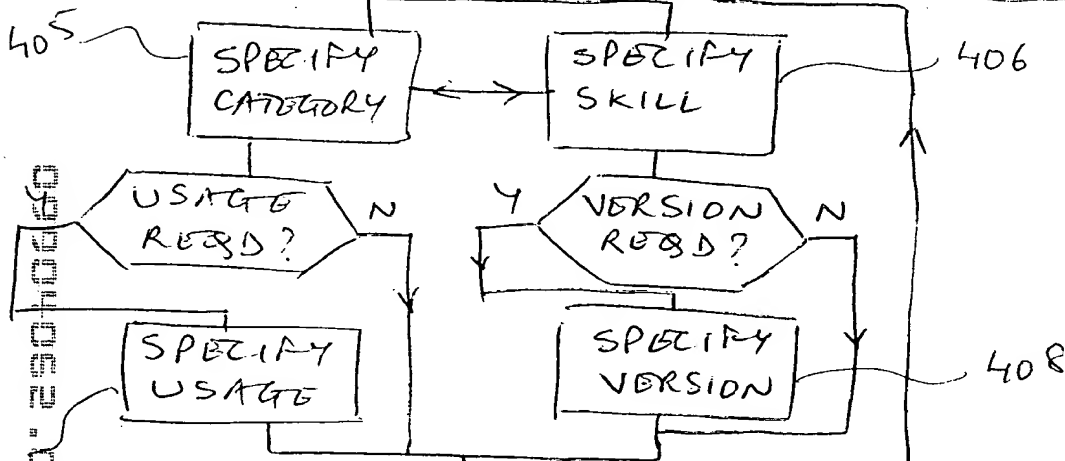 405
SPECIFY
CATEGORY
SPECIFY
SKILL
406
Y
USAGE
REQD?
N
Y
VERSION
REQD?
N
SPECIFY
USAGE
SPECIFY
VERSION
408